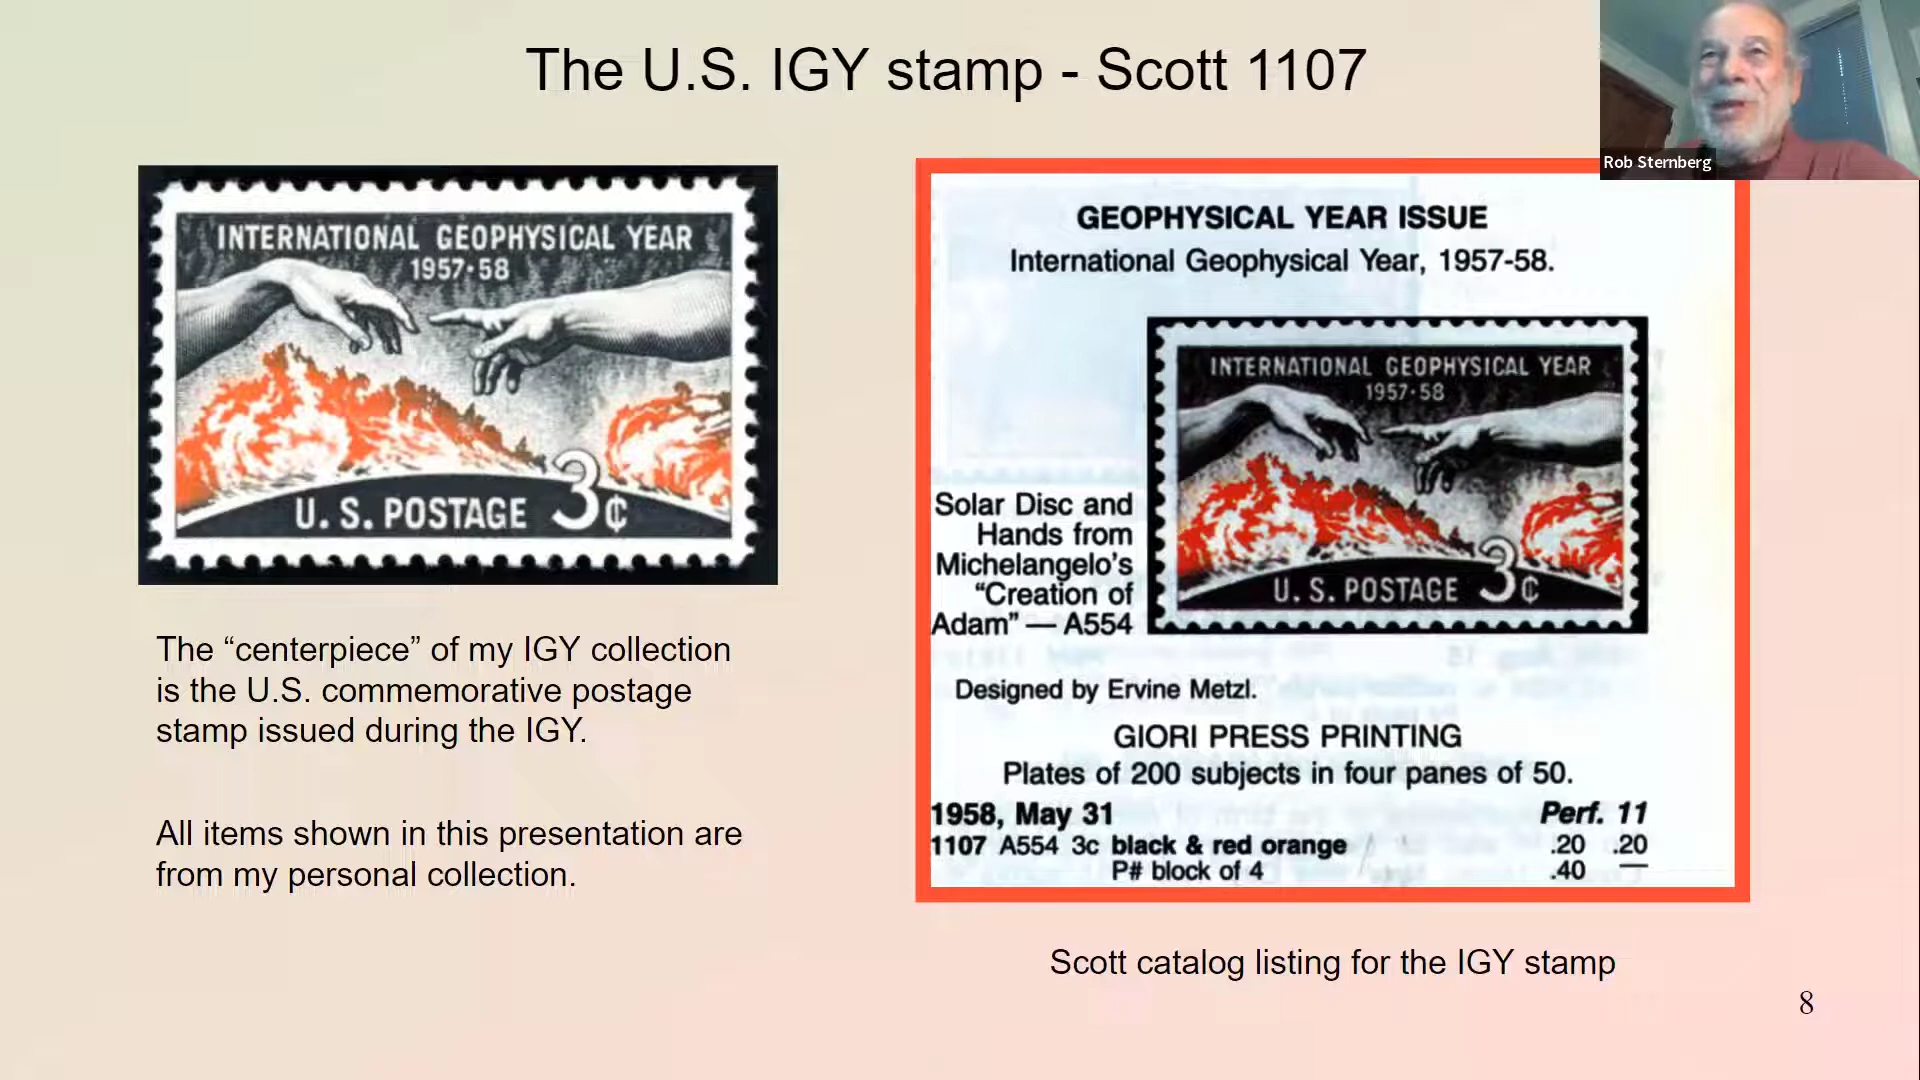 The U.S. IGY stamp - Scott 1107
Rob Sternberg
INTERNATIONAL GEOPHYSICAL YEAR
1957·58
U. S. POSTAGE 3¢
The “centerpiece” of my IGY collection
is the U.S. commemorative postage
stamp issued during the IGY.
All items shown in this presentation are
from my personal collection.
GEOPHYSICAL YEAR ISSUE
International Geophysical Year, 1957-58.
INTERNATIONAL GEOPHYSICAL YEAR
1957·58
U. S. POSTAGE 3¢
Solar Disc and
Hands from
Michelangelo’s
“Creation of
Adam” — A554
Designed by Ervine Metzl.
GIORI PRESS PRINTING
Plates of 200 subjects in four panes of 50.
1958, May 31 Perf. 11
1107 A554 3c black & red orange .20 .20
P# block of 4 .40 —
Scott catalog listing for the IGY stamp
8